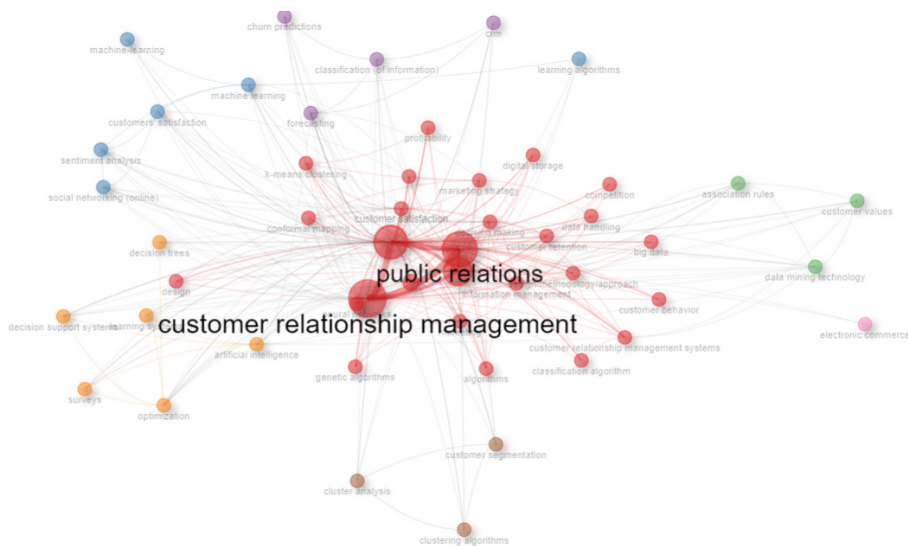 churn predictions
crm
machine-learning
classification (of information)
learning algorithms
machine learning
customers' satisfaction
forecasting
profitability
sentiment analysis
k-means clustering
digital storage
social networking (online)
marketing strategy
competition
association rules
customer values
customer satisfaction
conformal mapping
making
data handling
decision trees
customer retention
big data
public relations
data mining technology
design
information management
methodology/approach
customer behavior
decision support systems
learning
customer relationship management
electronic commerce
artificial intelligence
customer relationship management systems
genetic algorithms
algorithms
classification algorithm
surveys
optimization
customer segmentation
cluster analysis
clustering algorithms